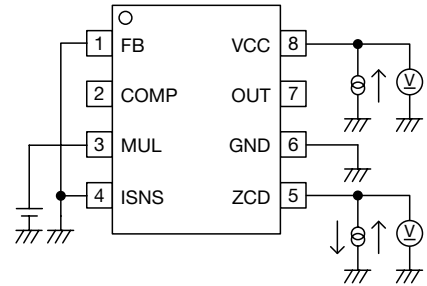 1 FB VCC 8
2 COMP OUT 7
3 MUL GND 6
4 ISNS ZCD 5
V
V